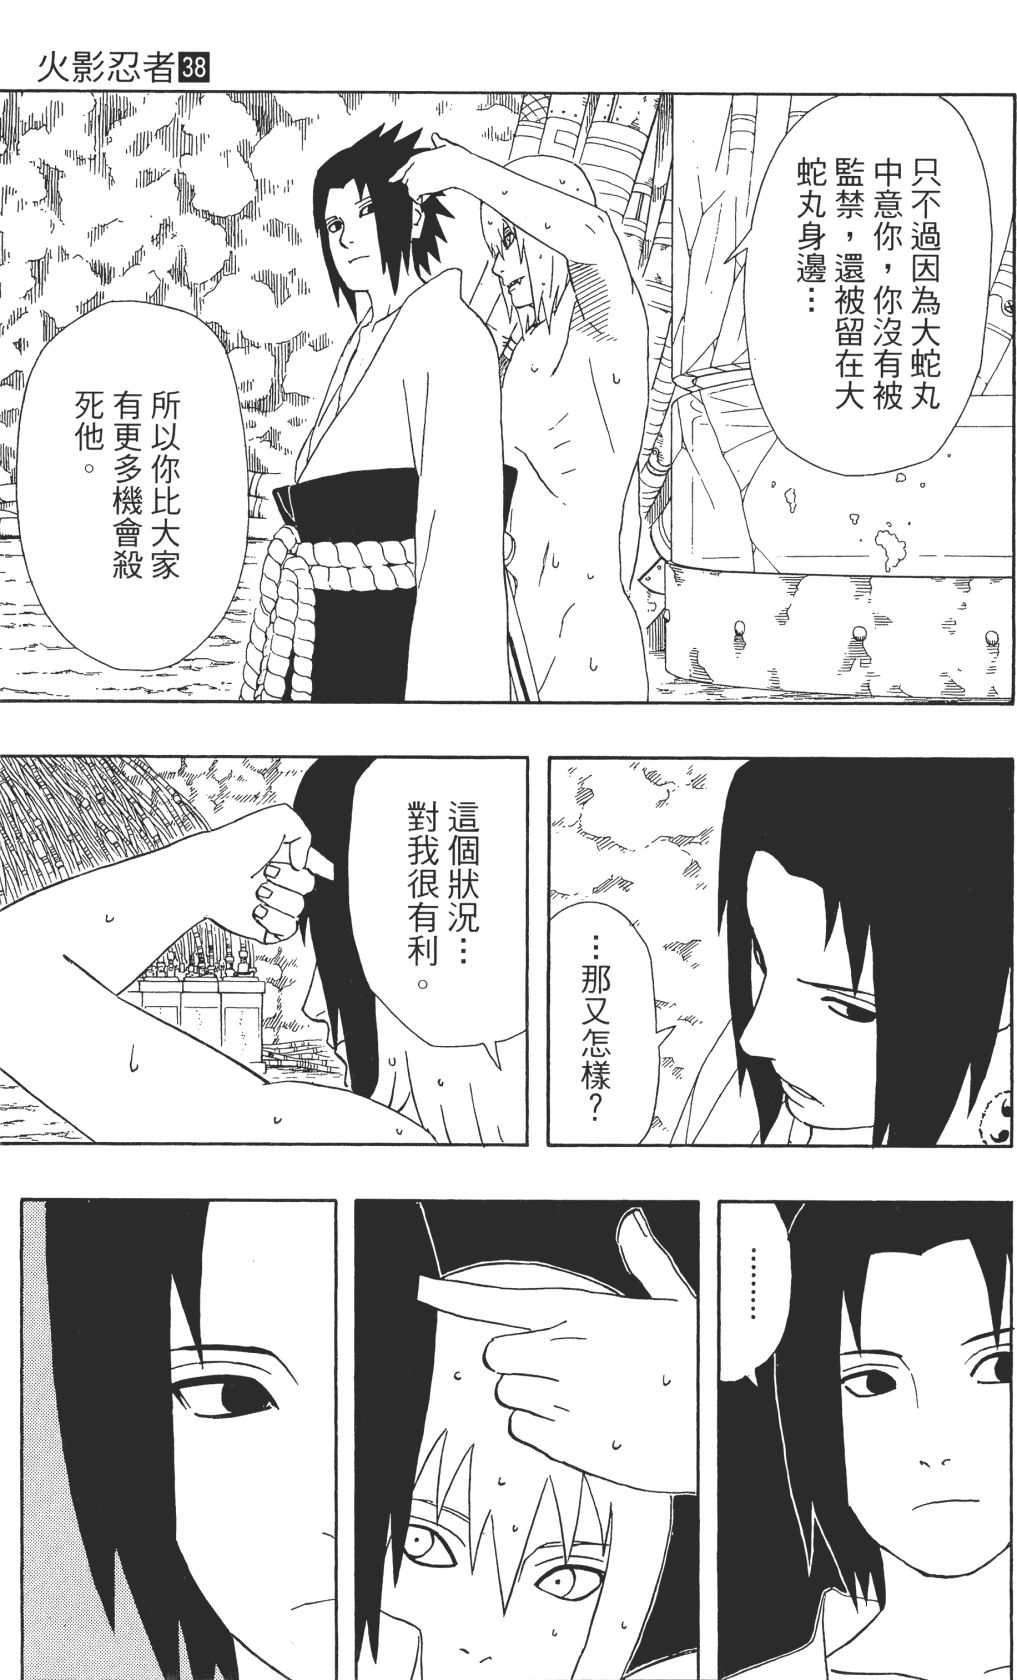 火影忍者38
只不過因為大蛇丸
中意你，你沒有被
監禁，還被留在大
蛇丸身邊…
所以你比大家
有更多機會殺
死他。
…那又怎樣？
這個狀況…
對我很有利。
………